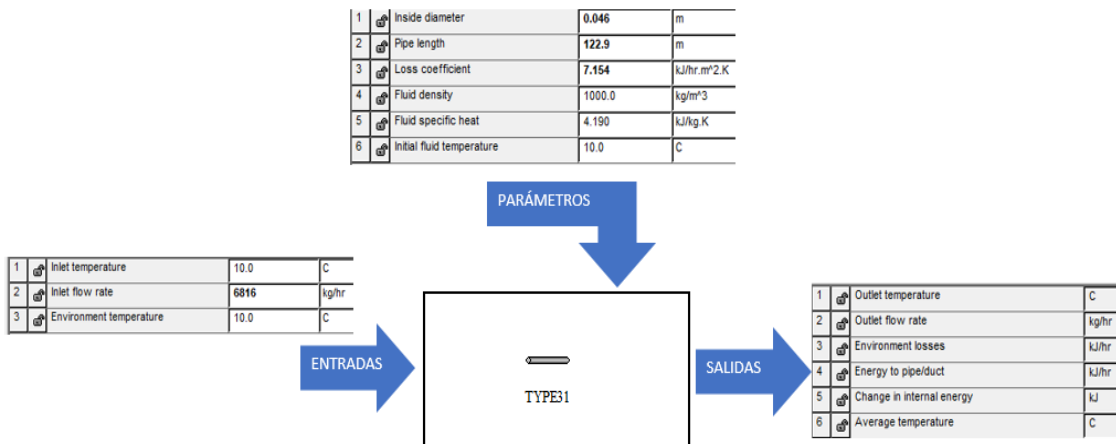 1 Inside diameter 0.046 m
2 Pipe length 122.9 m
3 Loss coefficient 7.154 kJ/hr.m^2.K
4 Fluid density 1000.0 kg/m^3
5 Fluid specific heat 4.190 kJ/kg.K
6 Initial fluid temperature 10.0 C
PARÁMETROS
1 Inlet temperature 10.0 C
2 Inlet flow rate 6816 kg/hr
3 Environment temperature 10.0 C
ENTRADAS
TYPE31
SALIDAS
1 Outlet temperature C
2 Outlet flow rate kg/hr
3 Environment losses kJ/hr
4 Energy to pipe/duct kJ/hr
5 Change in internal energy kJ
6 Average temperature C